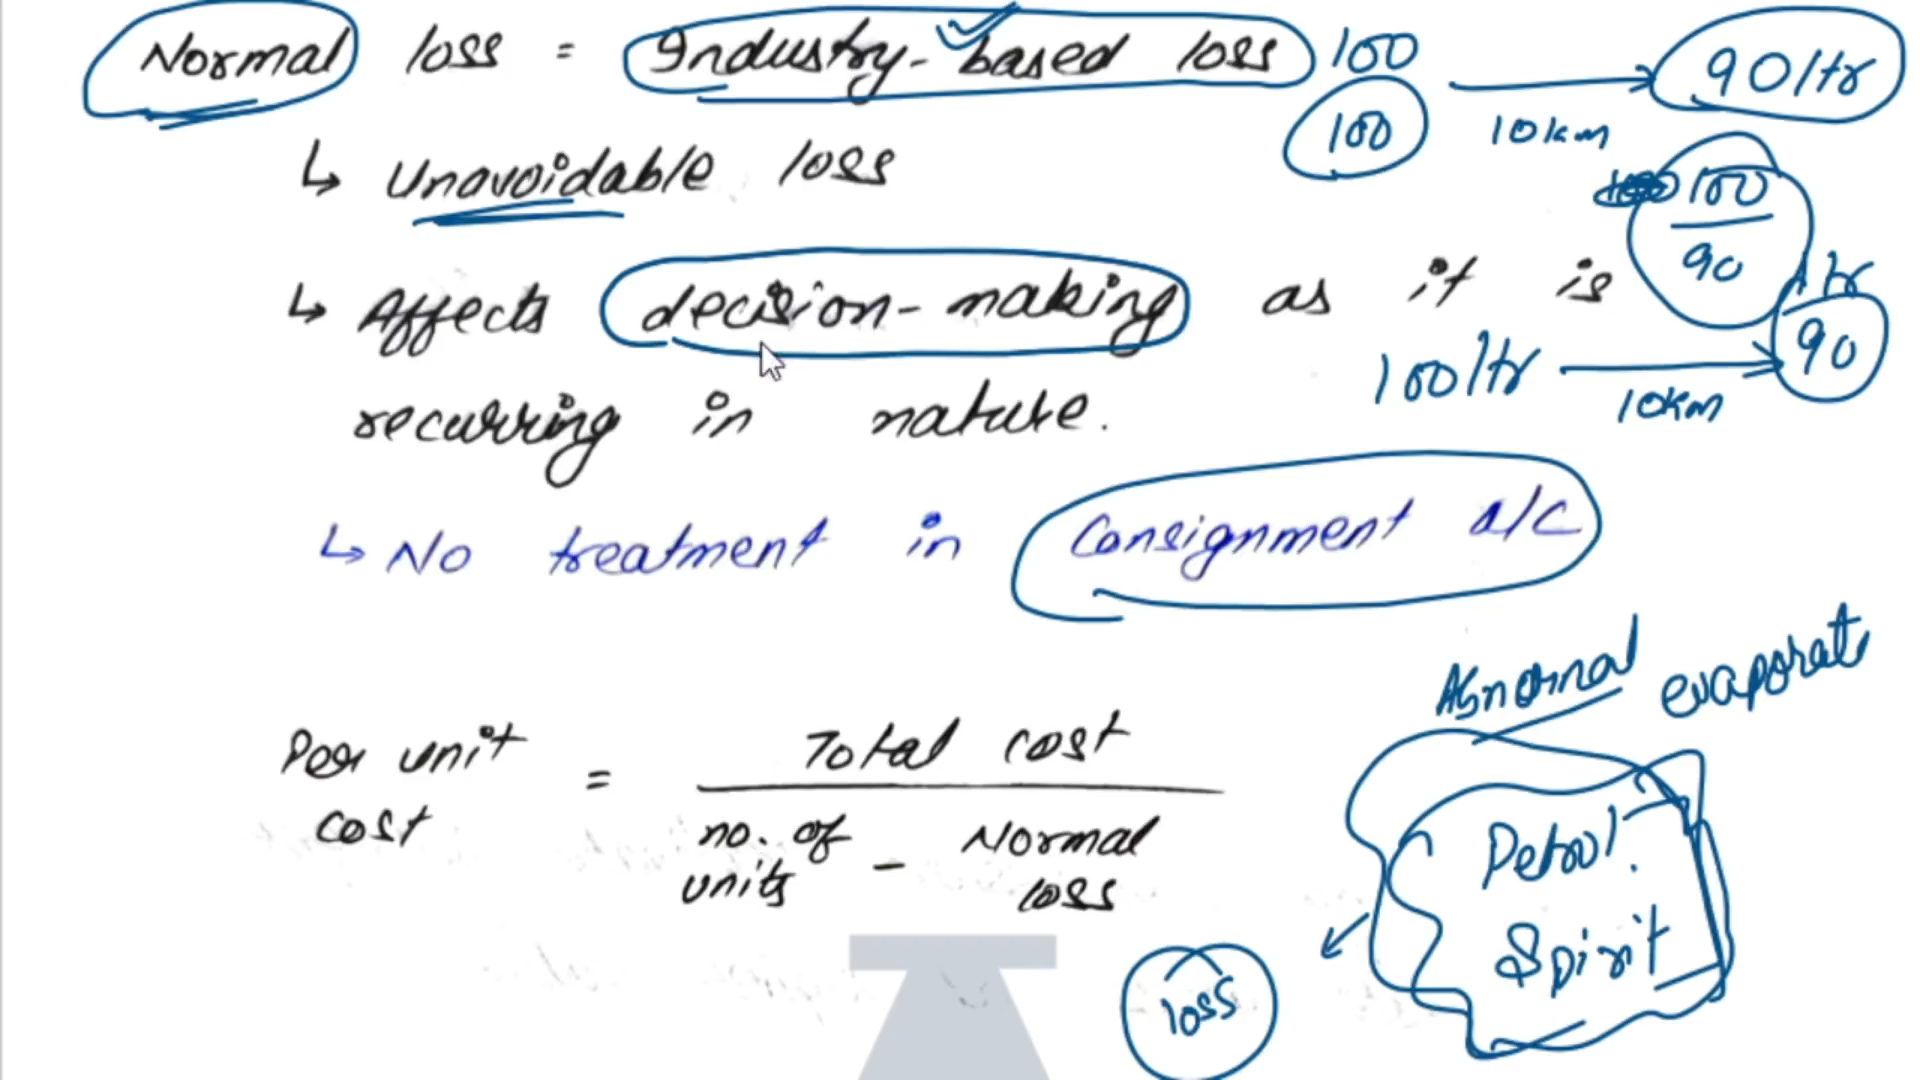 Normal loss = Industry-based loss
100
100
10km
90/ltr
↳ Unavoidable loss
100
90
ltr
↳ Affects decision-making as it is
100/ltr
10km
90
recurring in nature.
↳ No treatment in Consignment a/c
Abnormal
evaporate
Per unit cost = Total cost
no. of units - Normal loss
Petrol.
Spirit
loss